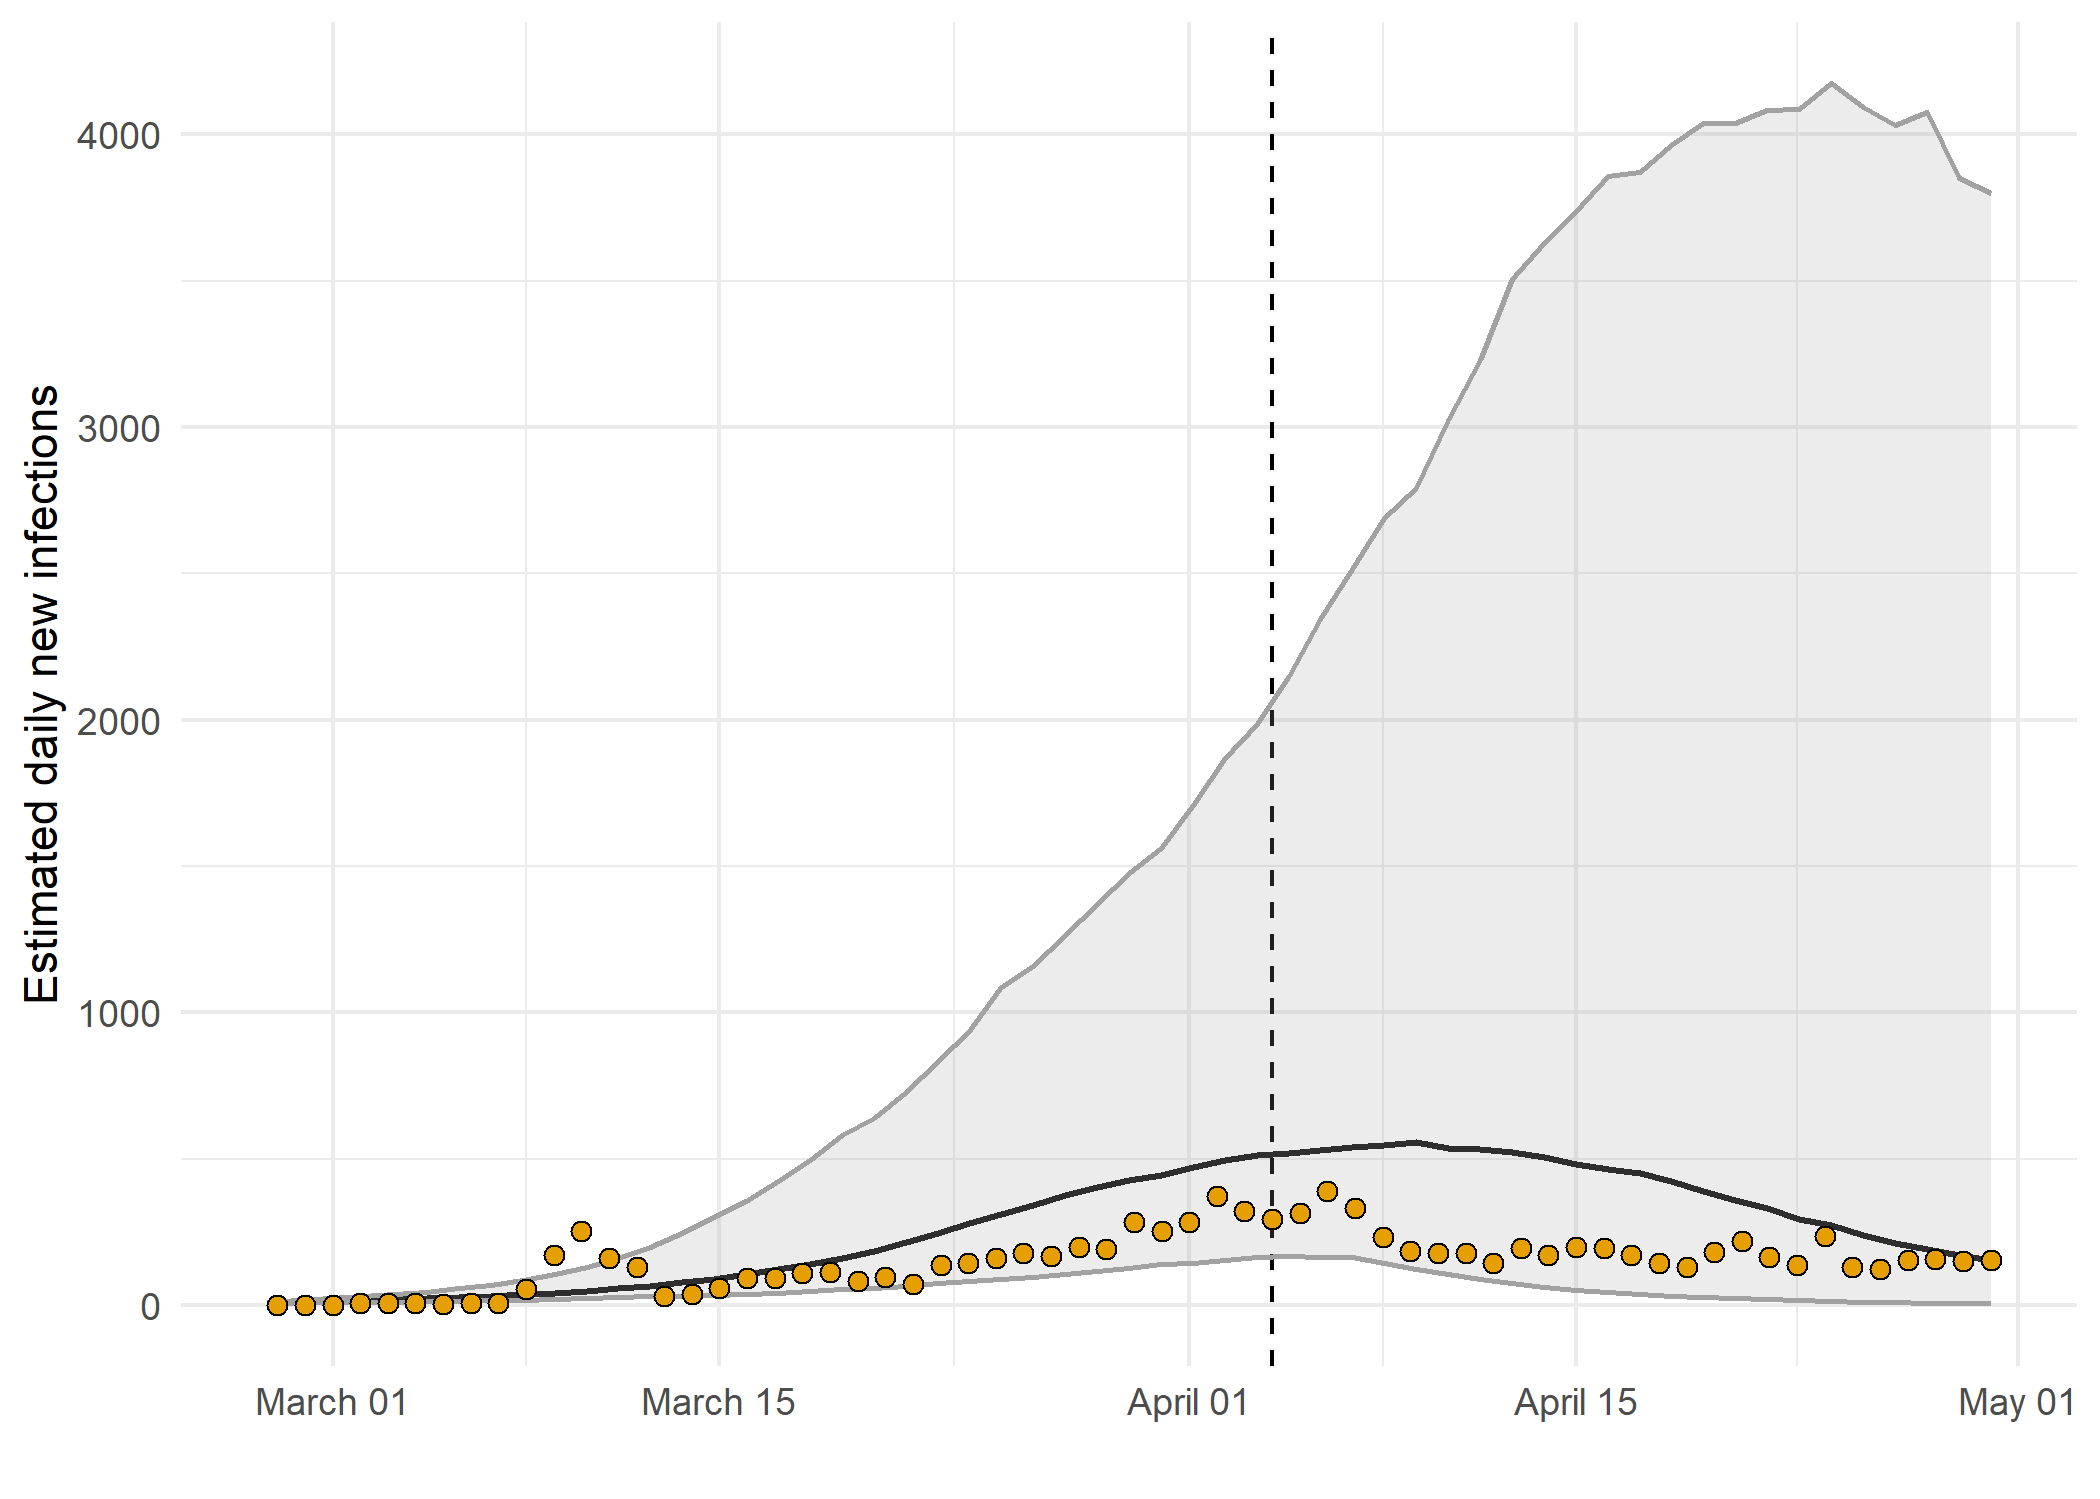 Estimated daily new infections
4000
3000
2000
1000
0
March 01
March 15
April 01
April 15
May 01